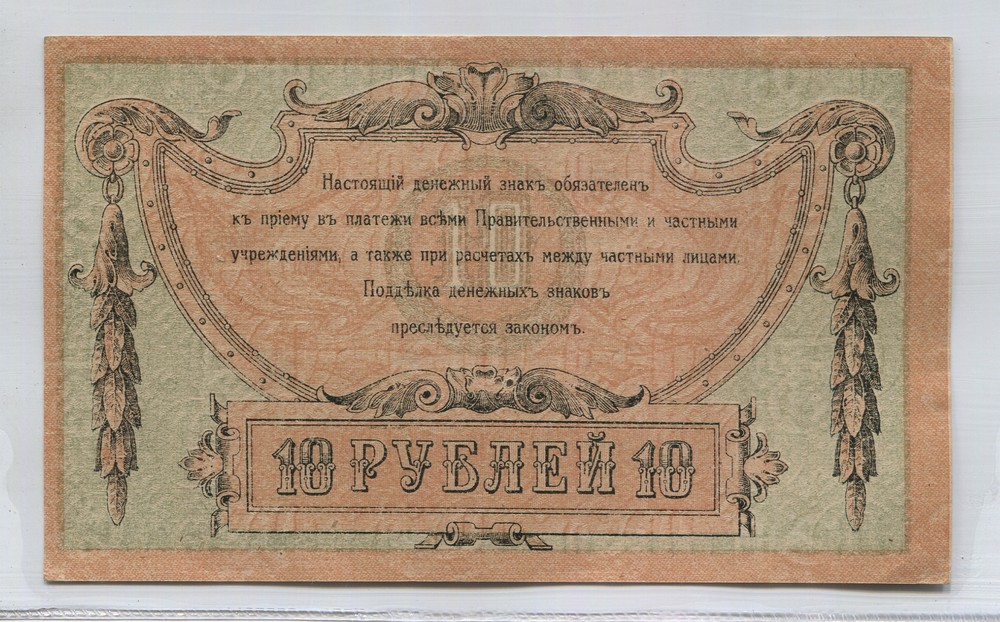 Настоящій денежный знакъ обязателенъ
къ пріему въ платежи всѣми Правительственными и частными
учрежденіями, а также при расчетахъ между частными лицами.
Поддѣлка денежныхъ знаковъ
преслѣдуется закономъ.
10
10 РУБЛЕЙ 10